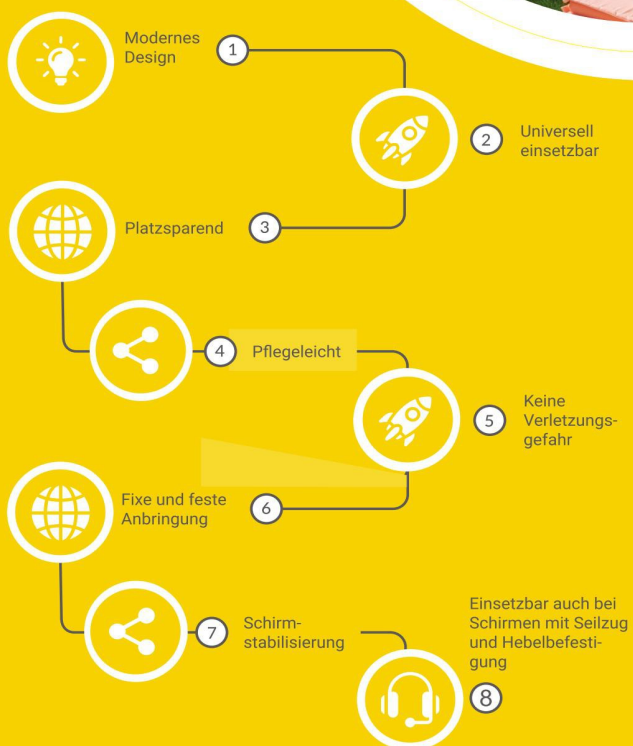 Modernes
Design
1
2
Universell
einsetzbar
Platzsparend
3
4
Pflegeleicht
5
Keine
Verletzungs-
gefahr
Fixe und feste
Anbringung
6
7
Schirm-
stabilisierung
Einsetzbar auch bei
Schirmen mit Seilzug
und Hebelbefesti-
gung
8